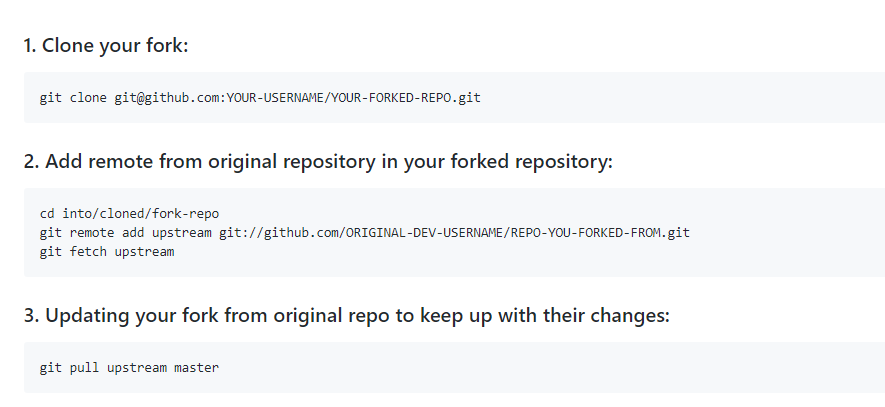 1. Clone your fork:
git clone git@github.com:YOUR-USERNAME/YOUR-FORKED-REPO.git
2. Add remote from original repository in your forked repository:
cd into/cloned/fork-repo
git remote add upstream git://github.com/ORIGINAL-DEV-USERNAME/REPO-YOU-FORKED-FROM.git
git fetch upstream
3. Updating your fork from original repo to keep up with their changes:
git pull upstream master